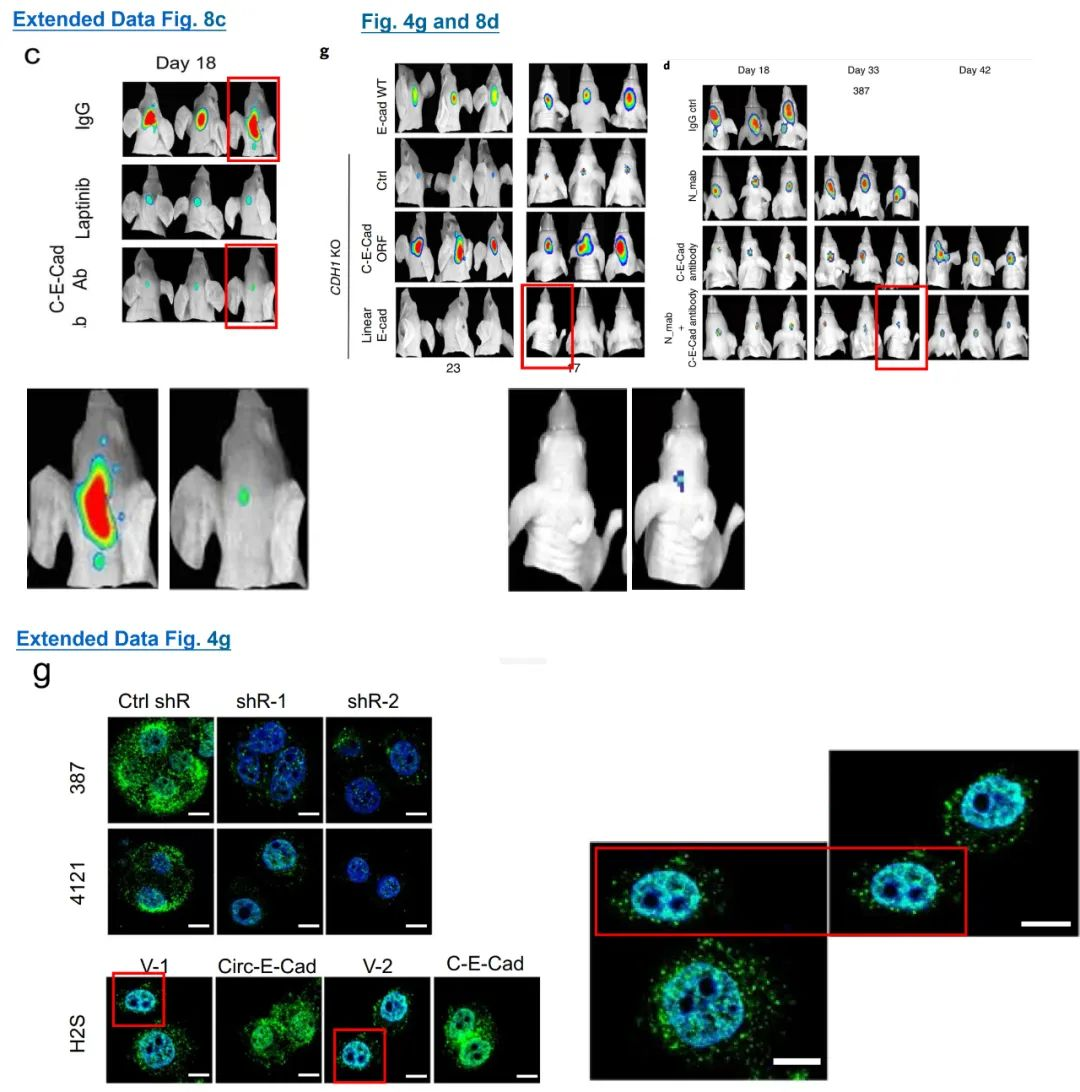 Extended Data Fig. 8c
Fig. 4g and 8d
C
Day 18
IgG
Laptinib
C-E-Cad
Ab
.b
g
E-cad WT
Ctrl
C-E-Cad
ORF
Linear
E-cad
CDH1 KO
23
17
d
Day 18
Day 33
Day 42
387
IgG ctrl
N_mab
C-E-Cad
antibody
N_mab
+
C-E-Cad antibody
Extended Data Fig. 4g
g
Ctrl shR
shR-1
shR-2
387
4121
V-1
Circ-E-Cad
V-2
C-E-Cad
H2S